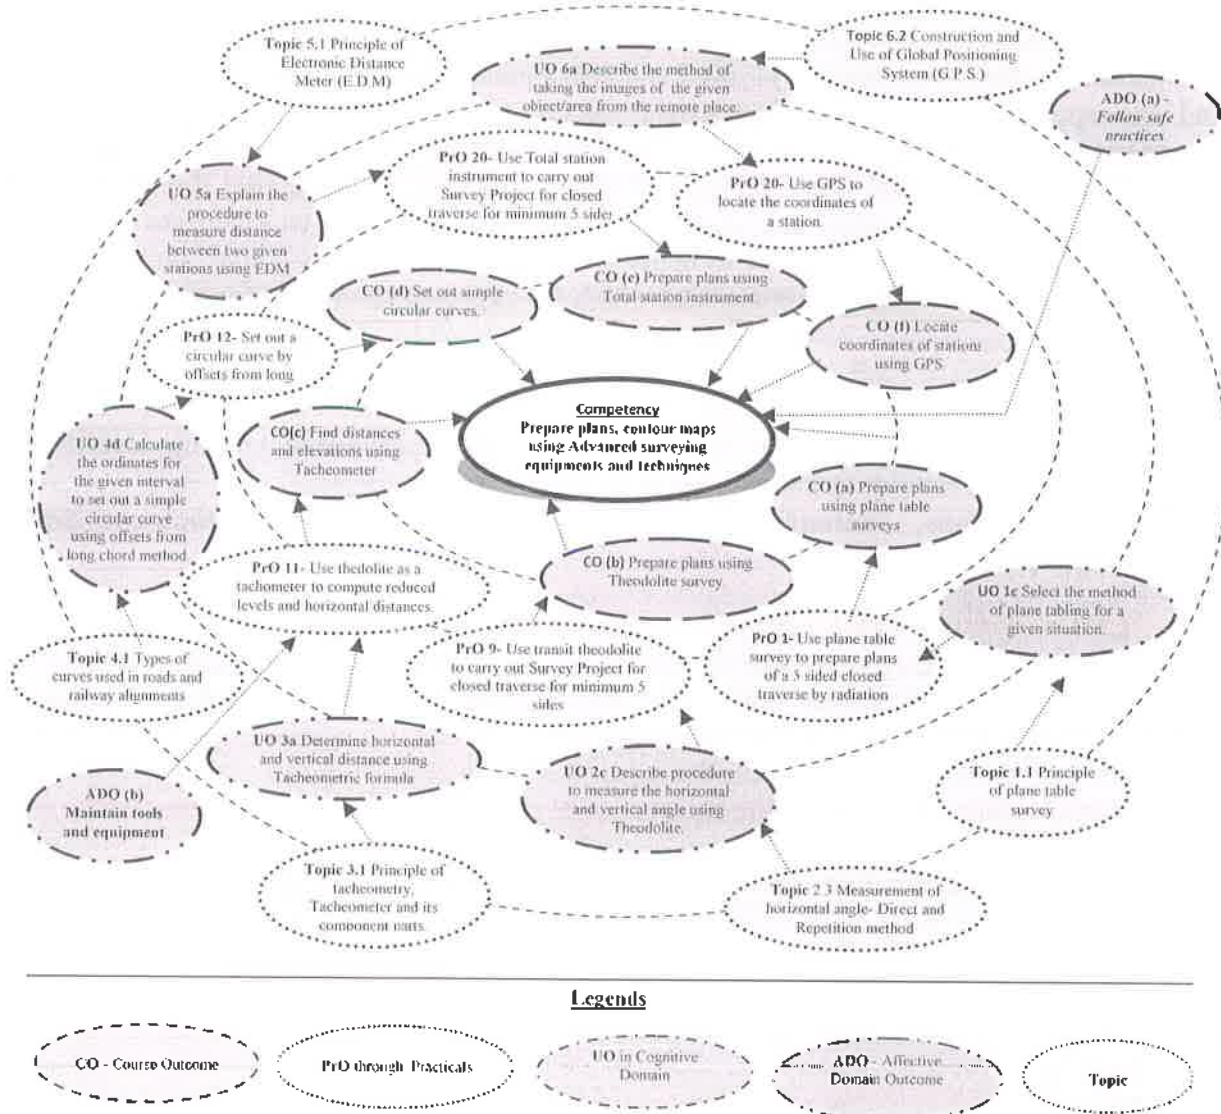 Topic 5.1 Principle of
Electronic Distance
Meter (E.D.M)
Topic 6.2 Construction and
Use of Global Positioning
System (G.P.S.)
UO 6a Describe the method of
taking the images of the given
object/area from the remote place.
ADO (a) -
Follow safe
practices
PrO 20- Use Total station
instrument to carry out
Survey Project for closed
traverse for minimum 5 sides
PrO 20- Use GPS to
locate the coordinates of
a station.
UO 5a Explain the
procedure to
measure distance
between two given
stations using EDM
CO (d) Set out simple
circular curves.
CO (e) Prepare plans using
Total station instrument
CO (f) Locate
coordinates of stations
using GPS
PrO 12- Set out a
circular curve by
offsets from long
Competency
Prepare plans, contour maps
using Advanced surveying
equipments and techniques
UO 4d Calculate
the ordinates for
the given interval
to set out a simple
circular curve
using offsets from
long chord method
CO(c) Find distances
and elevations using
Tacheometer
CO (a) Prepare plans
using plane table
surveys
CO (b) Prepare plans using
Theodolite survey
PrO 11- Use thedolite as a
tachometer to compute reduced
levels and horizontal distances.
UO 1c Select the method
of plane tabling for a
given situation.
Topic 4.1 Types of
curves used in roads and
railway alignments
PrO 9- Use transit theodolite
to carry out Survey Project for
closed traverse for minimum 5
sides
PrO 1- Use plane table
survey to prepare plans
of a 5 sided closed
traverse by radiation
UO 3a Determine horizontal
and vertical distance using
Tacheometric formula
UO 2c Describe procedure
to measure the horizontal
and vertical angle using
Theodolite.
Topic 1.1 Principle
of plane table
survey
ADO (b)
Maintain tools
and equipment
Topic 3.1 Principle of
tacheometry,
Tacheometer and its
component parts.
Topic 2.3 Measurement of
horizontal angle- Direct and
Repetition method
Legends
CO - Course Outcome
PrO through Practicals
UO in Cognitive
Domain
ADO - Affective
Domain Outcome
Topic